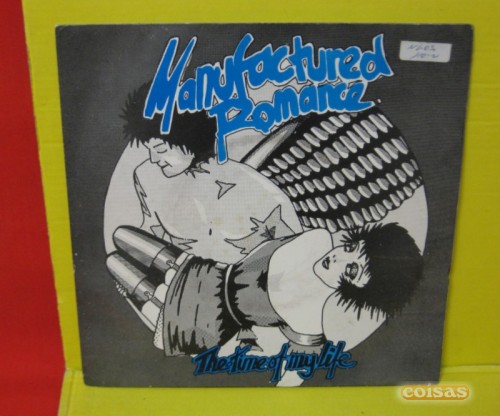 Manufactured
Romance
The time of my life
coisas